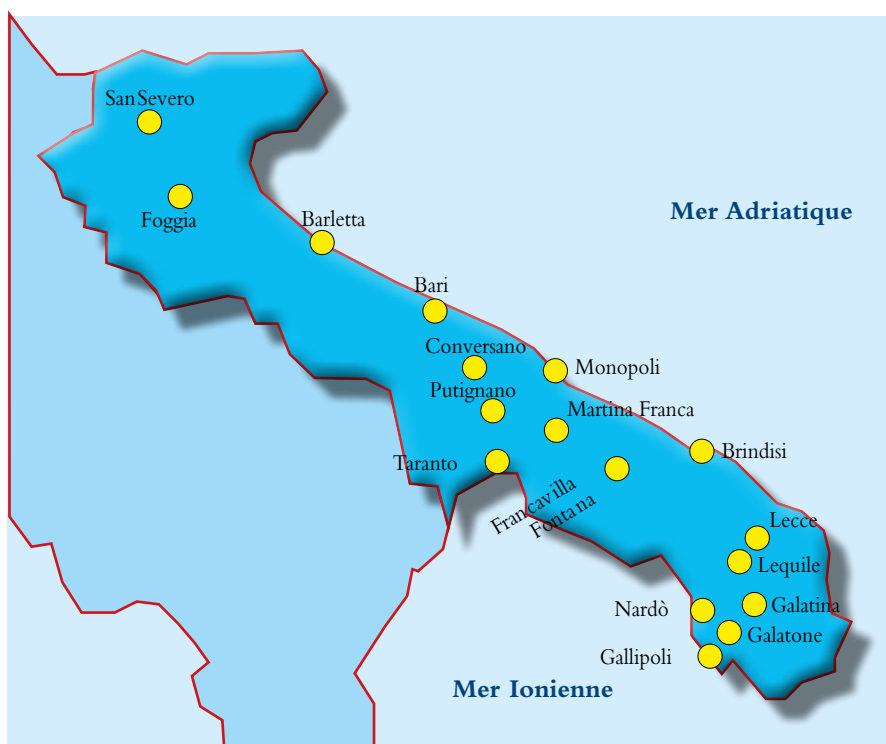 SanSevero
Foggia
Barletta
Mer Adriatique
Bari
Conversano
Monopoli
Putignano
Martina Franca
Taranto
Brindisi
Francavilla
Fontana
Lecce
Lequile
Nardò
Galatina
Galatone
Gallipoli
Mer Ionienne